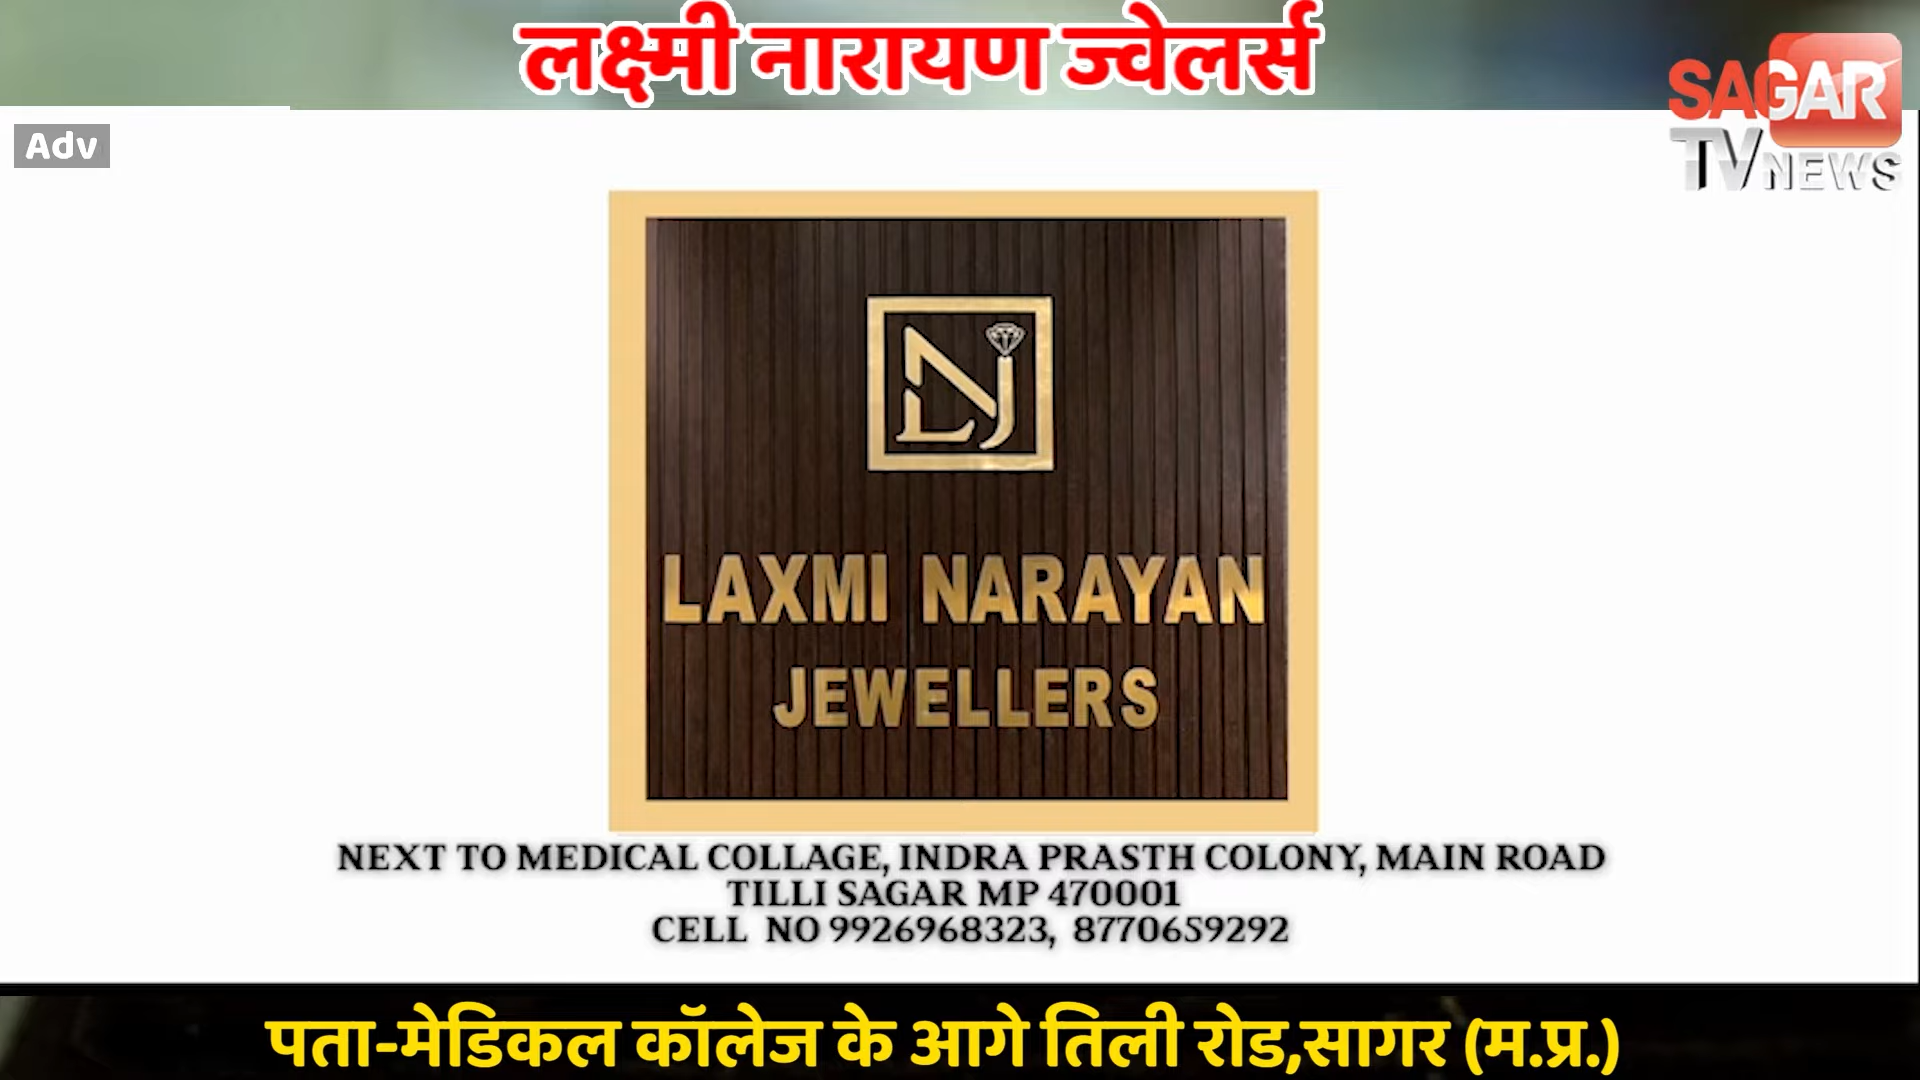 लक्ष्मी नारायण ज्वेलर्स
SAGAR
TV NEWS
Adv
LNJ
LAXMI NARAYAN
JEWELLERS
NEXT TO MEDICAL COLLAGE, INDRA PRASTH COLONY, MAIN ROAD
TILLI SAGAR MP 470001
CELL NO 9926968323, 8770659292
पता-मेडिकल कॉलेज के आगे तिली रोड,सागर (म.प्र.)